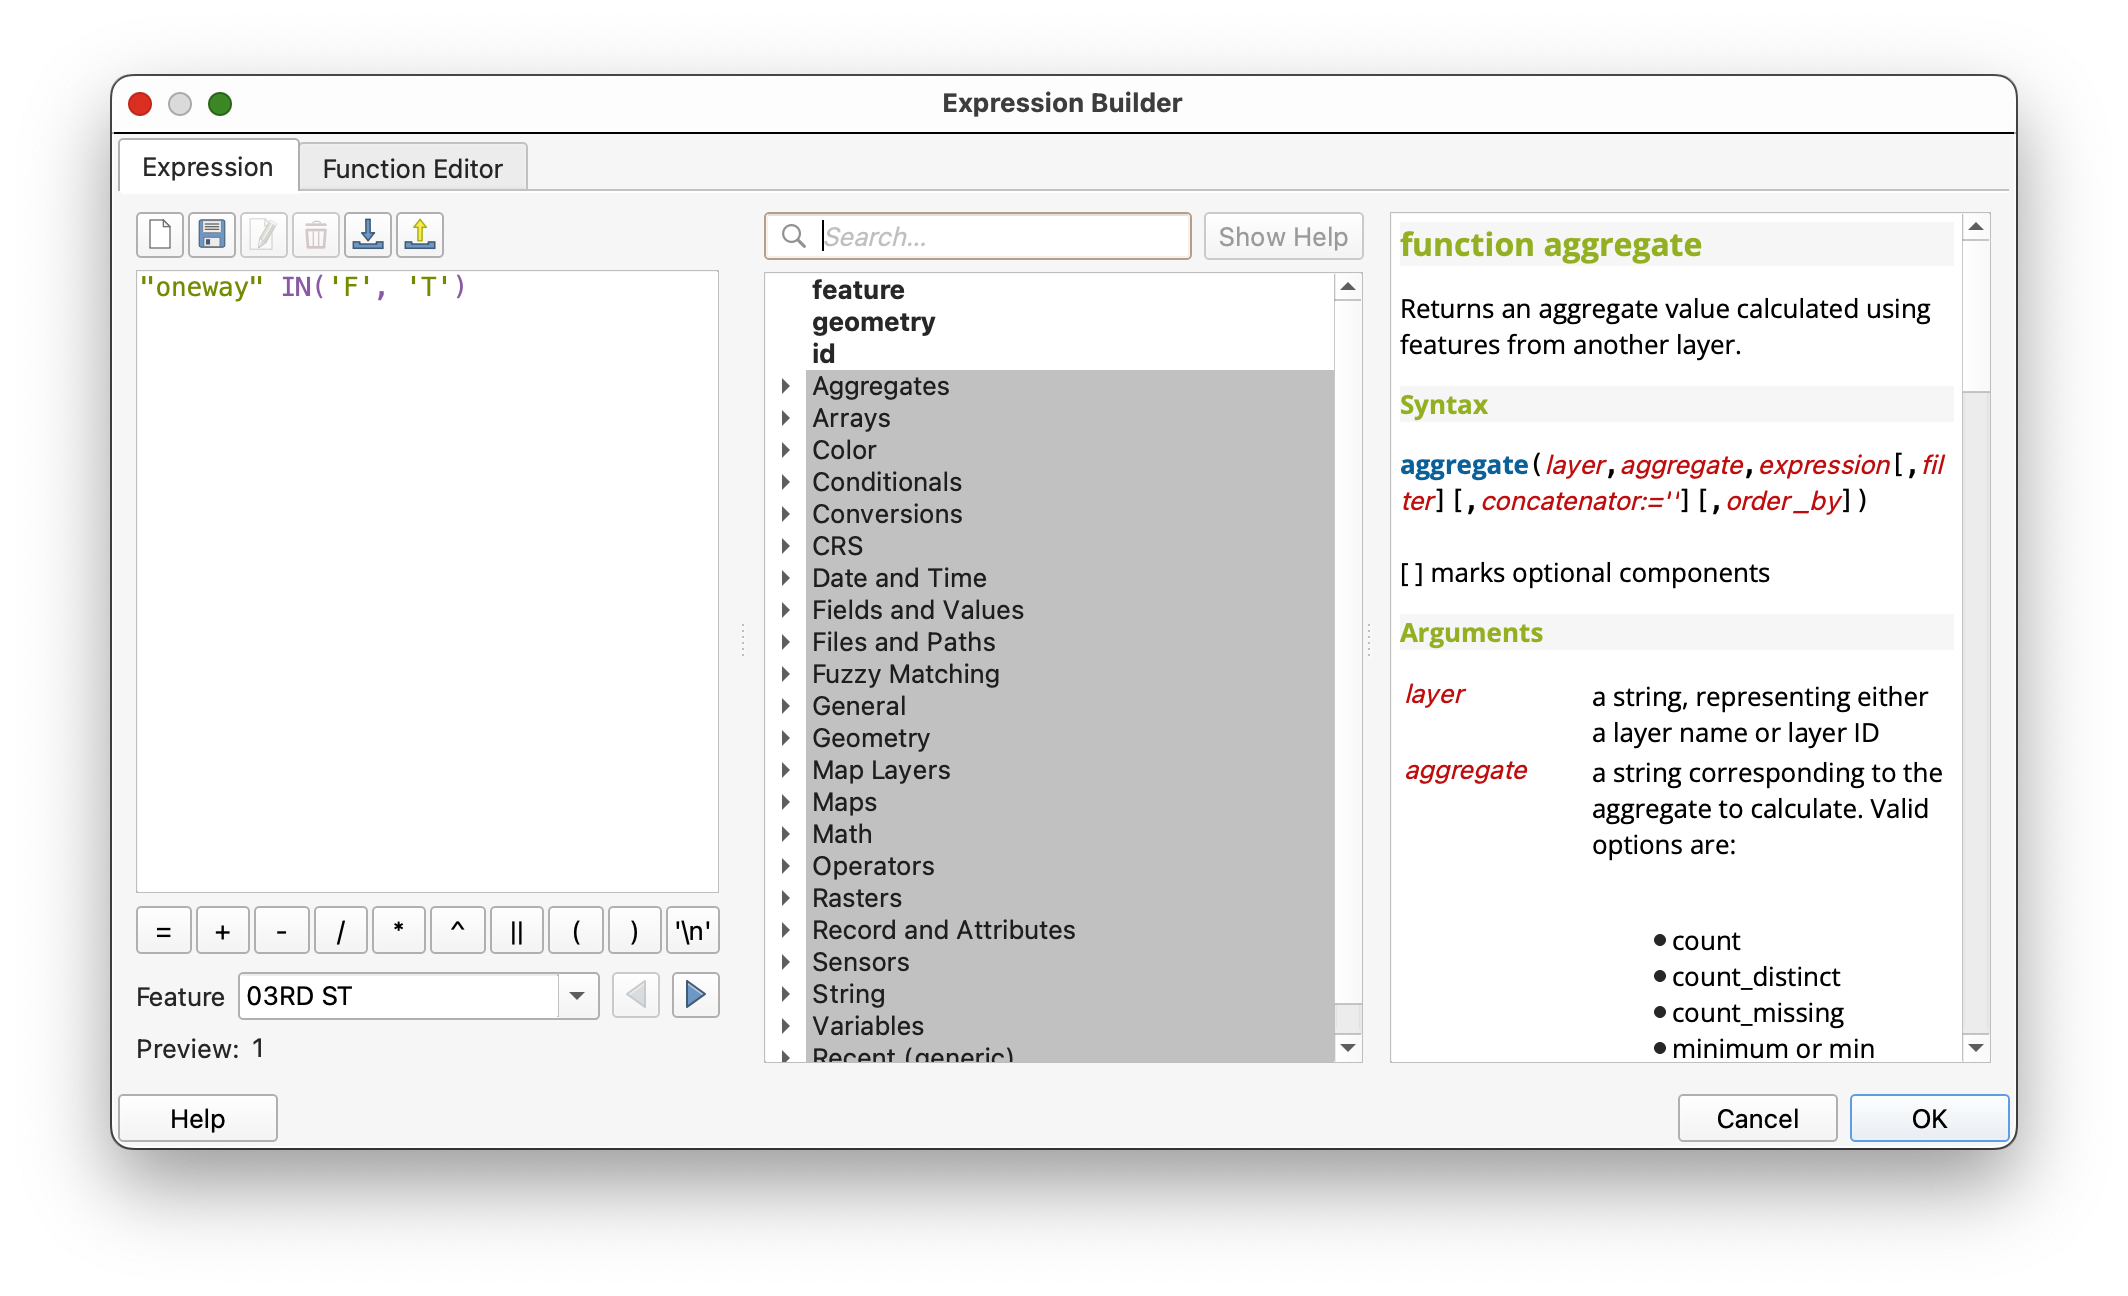 Expression Builder
Expression
Function Editor
"oneway" IN('F', 'T')
= + - / * ^ || ( ) '\n'
Feature 03RD ST
Preview: 1
Search...
Show Help
feature
geometry
id
Aggregates
Arrays
Color
Conditionals
Conversions
CRS
Date and Time
Fields and Values
Files and Paths
Fuzzy Matching
General
Geometry
Map Layers
Maps
Math
Operators
Rasters
Record and Attributes
Sensors
String
Variables
Recent (generic)
function aggregate
Returns an aggregate value calculated using
features from another layer.
Syntax
aggregate(layer,aggregate,expression[,fil
ter][,concatenator:=''][,order_by])
[ ] marks optional components
Arguments
layer a string, representing either
a layer name or layer ID
aggregate a string corresponding to the
aggregate to calculate. Valid
options are:
count
count_distinct
count_missing
minimum or min
Help
Cancel
OK